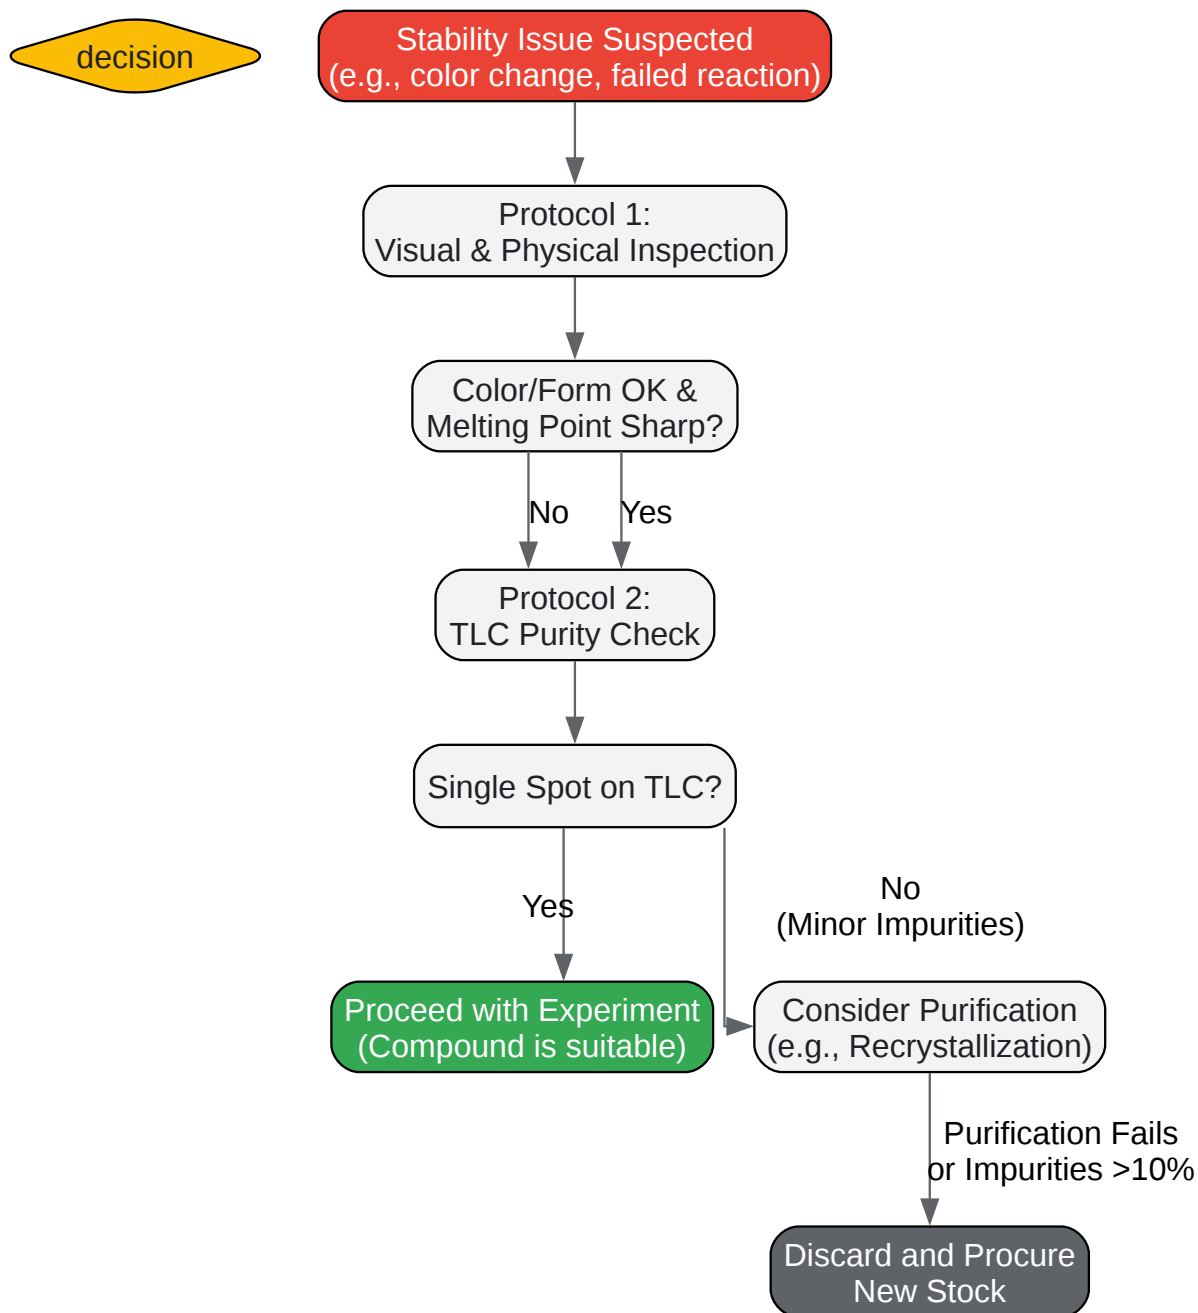 decision
Stability Issue Suspected
(e.g., color change, failed reaction)
Protocol 1:
Visual & Physical Inspection
Color/Form OK &
Melting Point Sharp?
No
Yes
Protocol 2:
TLC Purity Check
Single Spot on TLC?
Yes
No
(Minor Impurities)
Proceed with Experiment
(Compound is suitable)
Consider Purification
(e.g., Recrystallization)
Purification Fails
or Impurities >10%
Discard and Procure
New Stock